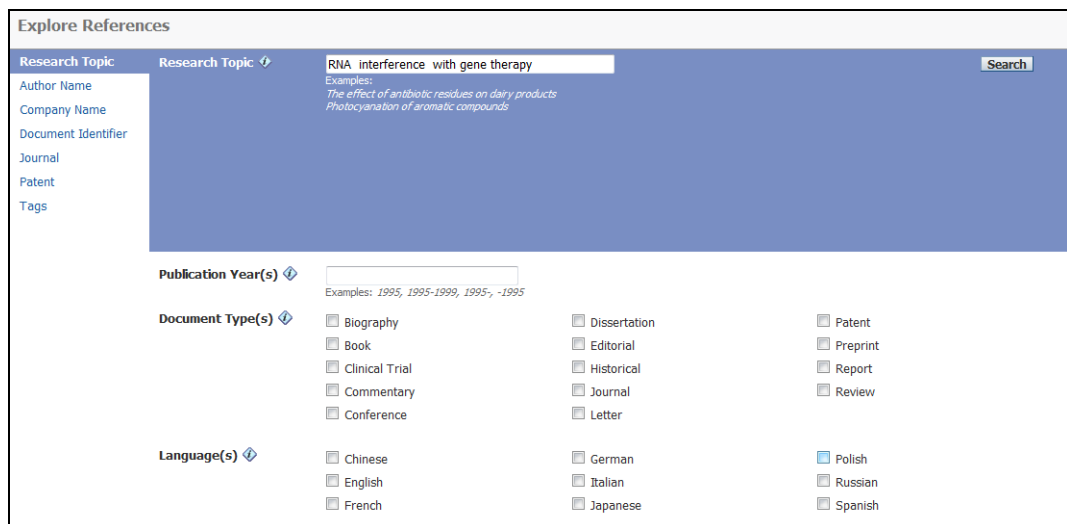 Explore References
Research Topic
Author Name
Company Name
Document Identifier
Journal
Patent
Tags
Research Topic
RNA interference with gene therapy
Search
Examples:
The effect of antibiotic residues on dairy products
Photocyanation of aromatic compounds
Publication Year(s)
Examples: 1995, 1995-1999, 1995-, -1995
Document Type(s)
Biography Dissertation Patent
Book Editorial Preprint
Clinical Trial Historical Report
Commentary Journal Review
Conference Letter
Language(s)
Chinese German Polish
English Italian Russian
French Japanese Spanish